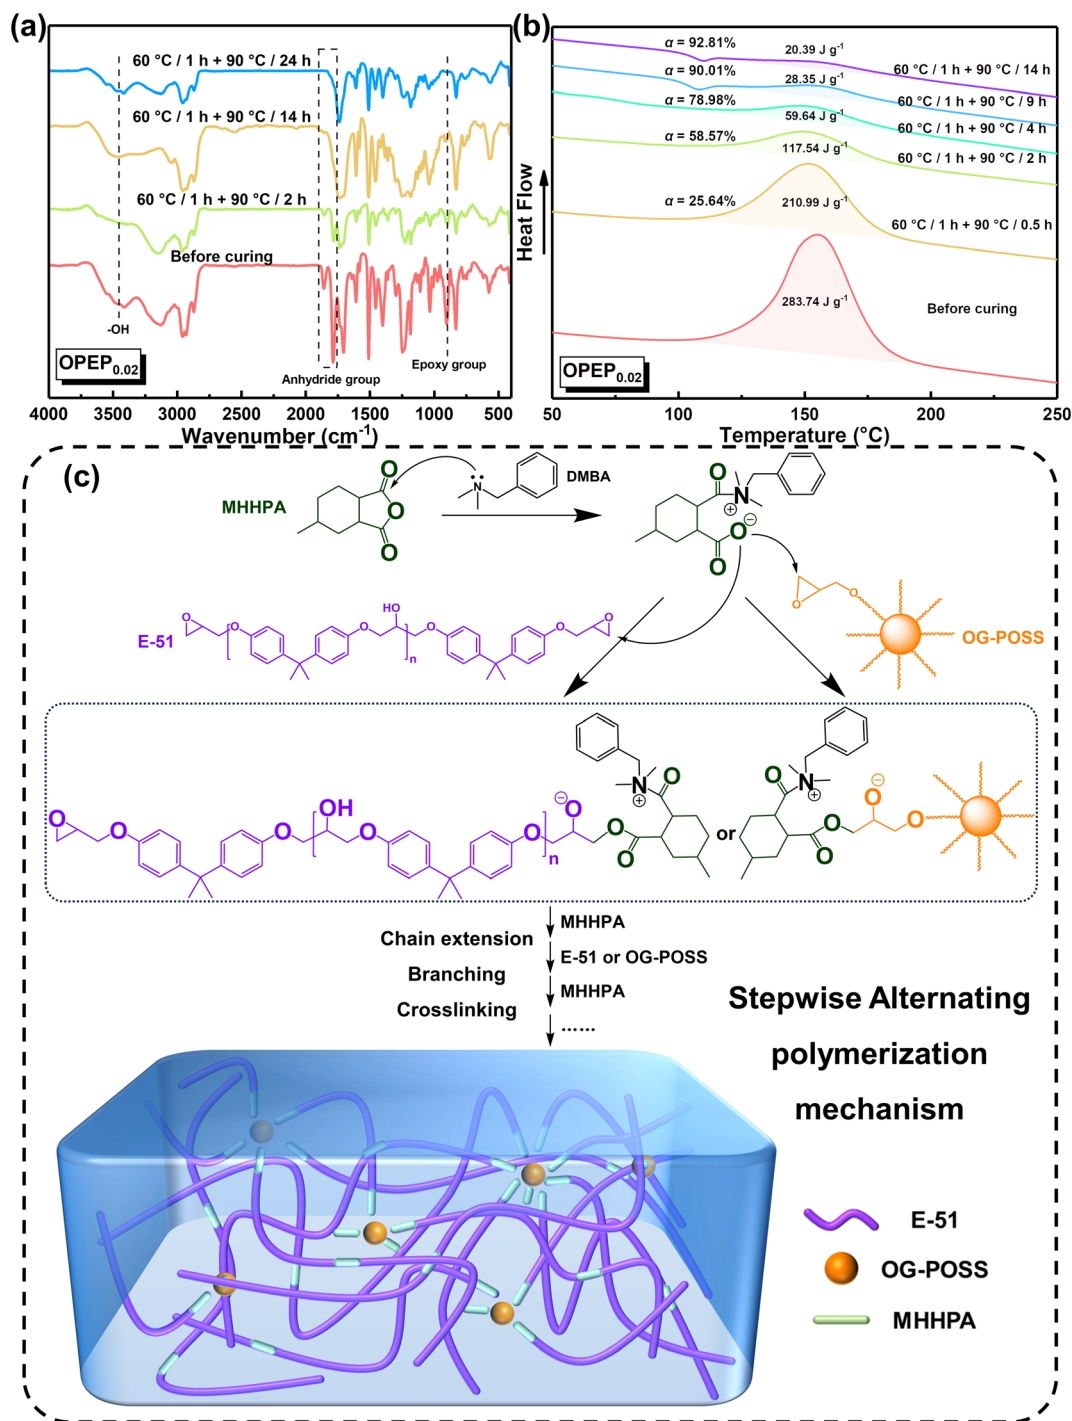 (a)
60 °C / 1 h + 90 °C / 24 h
60 °C / 1 h + 90 °C / 14 h
60 °C / 1 h + 90 °C / 2 h
Before curing
-OH
Epoxy group
Anhydride group
OPEP0.02
4000 3500 3000 2500 2000 1500 1000 500
Wavenumber (cm-1)
(b)
α = 92.81%
20.39 J g-1
60 °C / 1 h + 90 °C / 14 h
α = 90.01%
28.35 J g-1
60 °C / 1 h + 90 °C / 9 h
α = 78.98%
59.64 J g-1
60 °C / 1 h + 90 °C / 4 h
α = 58.57%
117.54 J g-1
60 °C / 1 h + 90 °C / 2 h
α = 25.64%
210.99 J g-1
60 °C / 1 h + 90 °C / 0.5 h
283.74 J g-1
Before curing
Heat Flow
OPEP0.02
50 100 150 200 250
Temperature (°C)
(c)
MHHPA
O
O
O
N
DMBA
O
N
+
O
−
O
O
O
E-51
O
O
HO
O
O
O
O
n
OG-POSS
O
O
OH
O
O
O
n
O
−
O
O
O
N
+
or
O
N
+
O
O
O
−
O
MHHPA
Chain extension
E-51 or OG-POSS
Branching
MHHPA
Crosslinking
......
Stepwise Alternating
polymerization
mechanism
E-51
OG-POSS
MHHPA